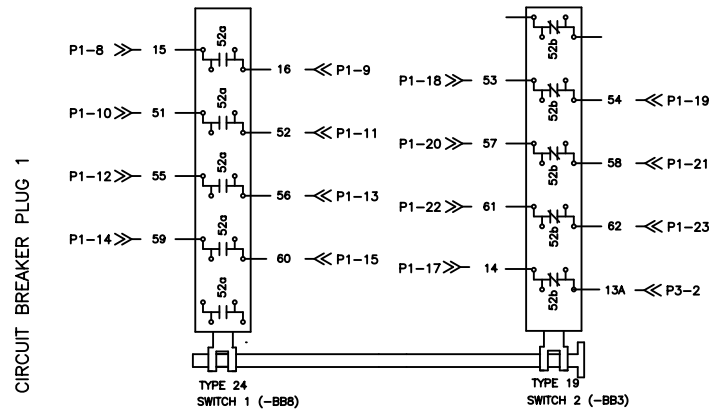 CIRCUIT BREAKER PLUG 1
P1-8 15 52a 16 P1-9
P1-10 51 52a 52 P1-11
P1-12 55 52a 56 P1-13
P1-14 59 52a 60 P1-15
52a
TYPE 24
SWITCH 1 (-BB8)
52b
P1-18 53 52b 54 P1-19
P1-20 57 52b 58 P1-21
P1-22 61 52b 62 P1-23
P1-17 14 52b 13A P3-2
TYPE 19
SWITCH 2 (-BB3)